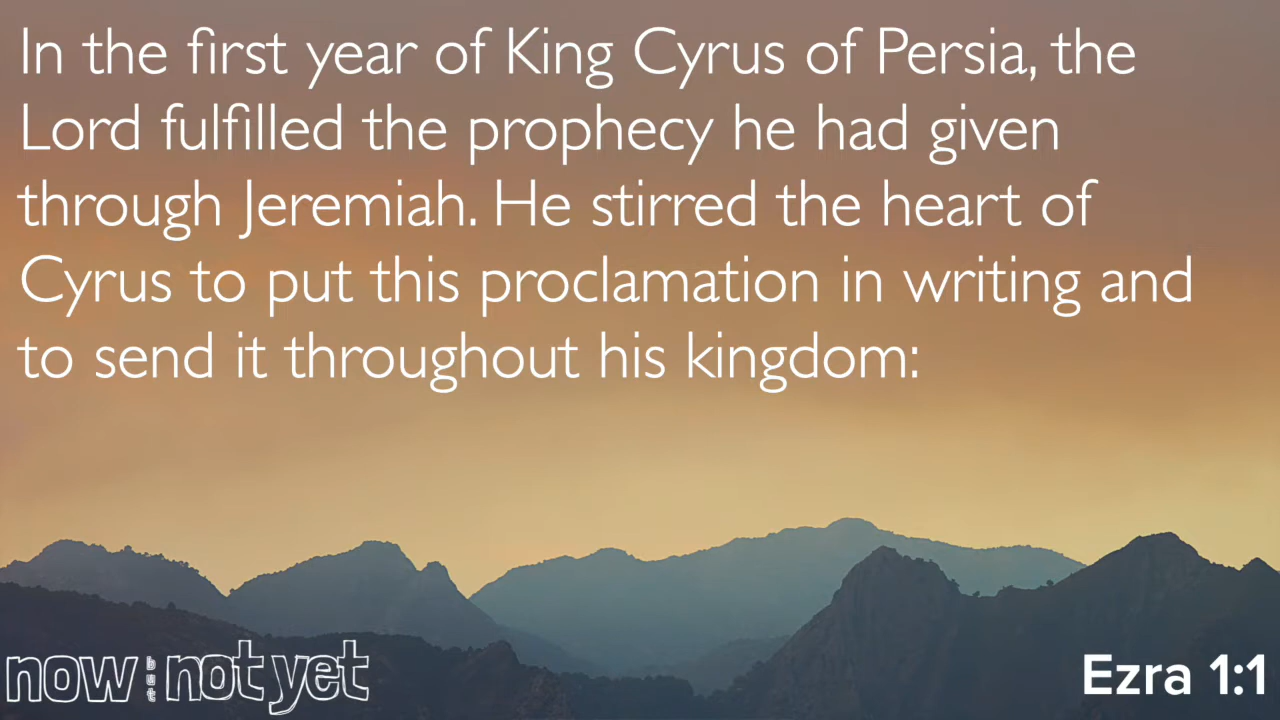 In the first year of King Cyrus of Persia, the
Lord fulfilled the prophecy he had given
through Jeremiah. He stirred the heart of
Cyrus to put this proclamation in writing and
to send it throughout his kingdom:
now but not yet
Ezra 1:1